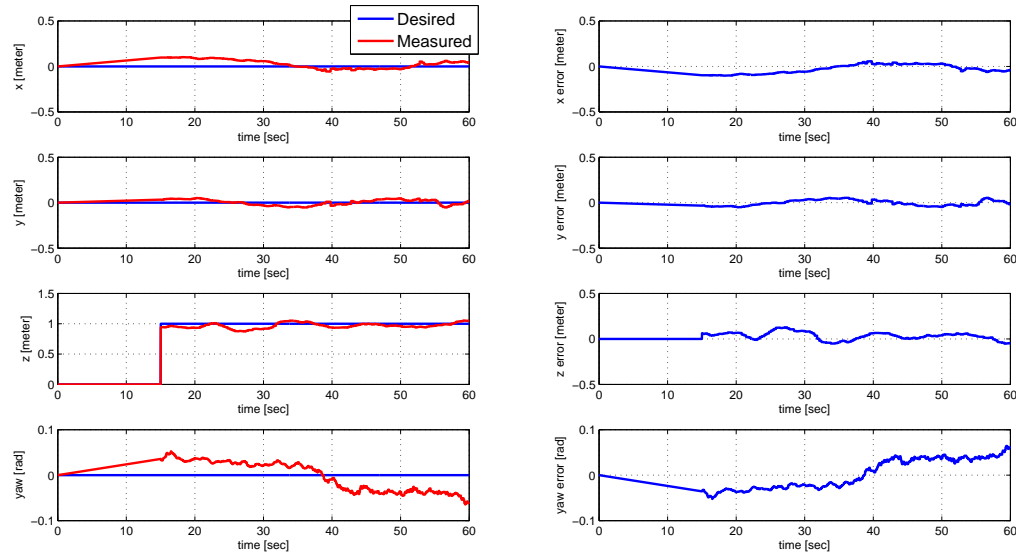 Desired
Measured
0.5
0
−0.5
x [meter]
0 10 20 30 40 50 60
time [sec]
0.5
0
−0.5
x error [meter]
0 10 20 30 40 50 60
time [sec]
0.5
0
−0.5
y [meter]
0 10 20 30 40 50 60
time [sec]
0.5
0
−0.5
y error [meter]
0 10 20 30 40 50 60
time [sec]
1.5
1
0.5
0
z [meter]
0 10 20 30 40 50 60
time [sec]
0.5
0
−0.5
z error [meter]
0 10 20 30 40 50 60
time [sec]
0.1
0
−0.1
yaw [rad]
0 10 20 30 40 50 60
time [sec]
0.1
0
−0.1
yaw error [rad]
0 10 20 30 40 50 60
time [sec]